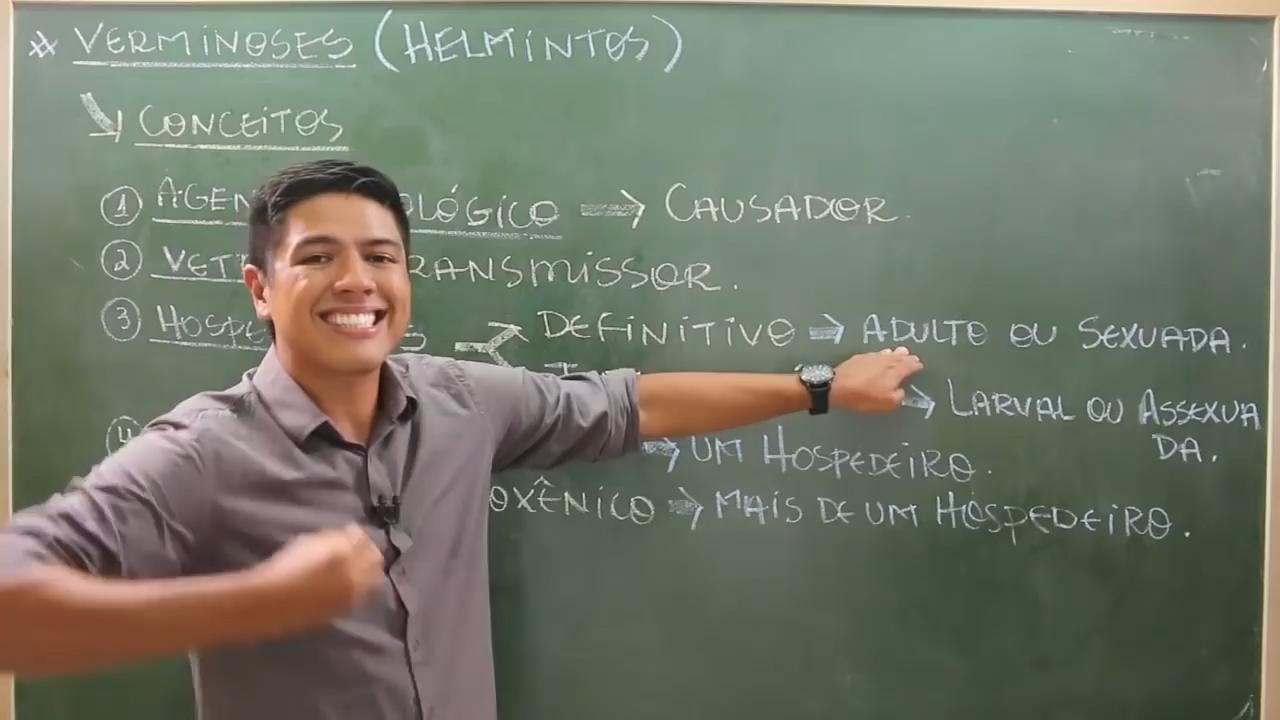 * VERMINOSES (HELMINTOS)
↘ CONCEITOS
① AGEN OLÓGICO ⇒ CAUSADOR.
② VET RANSMISSOR.
③ HOSPE S DEFINITIVO ⇒ ADULTO OU SEXUADA.
LARVAL OU ASSEXUA
DA.
④ → UM HOSPEDEIRO.
OXÊNICO → MAIS DE UM HOSPEDEIRO.